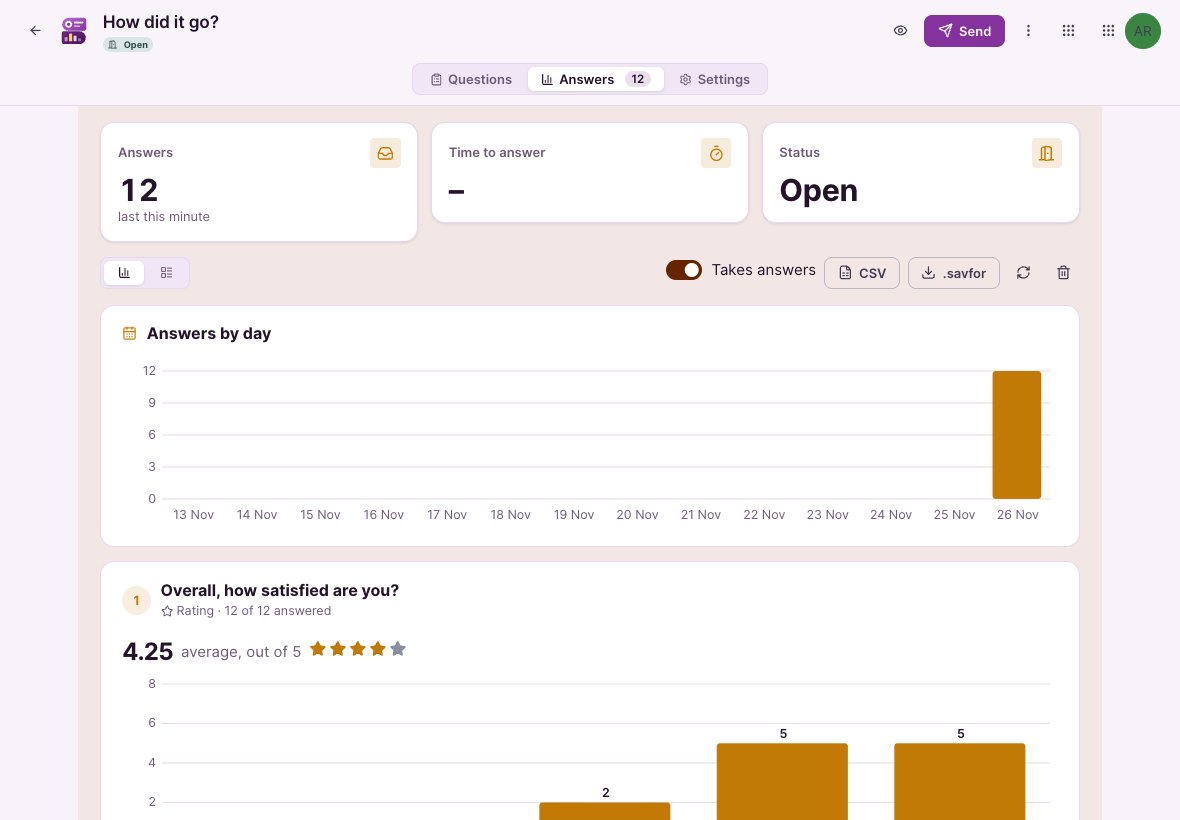 How did it go?
Open
Send
AR
Questions
Answers 12
Settings
Answers
12
last this minute
Time to answer
–
Status
Open
Takes answers
CSV
.savfor
Answers by day
12
9
6
3
0
13 Nov 14 Nov 15 Nov 16 Nov 17 Nov 18 Nov 19 Nov 20 Nov 21 Nov 22 Nov 23 Nov 24 Nov 25 Nov 26 Nov
1
Overall, how satisfied are you?
Rating · 12 of 12 answered
4.25 average, out of 5
8
6
4
2
2
5
5